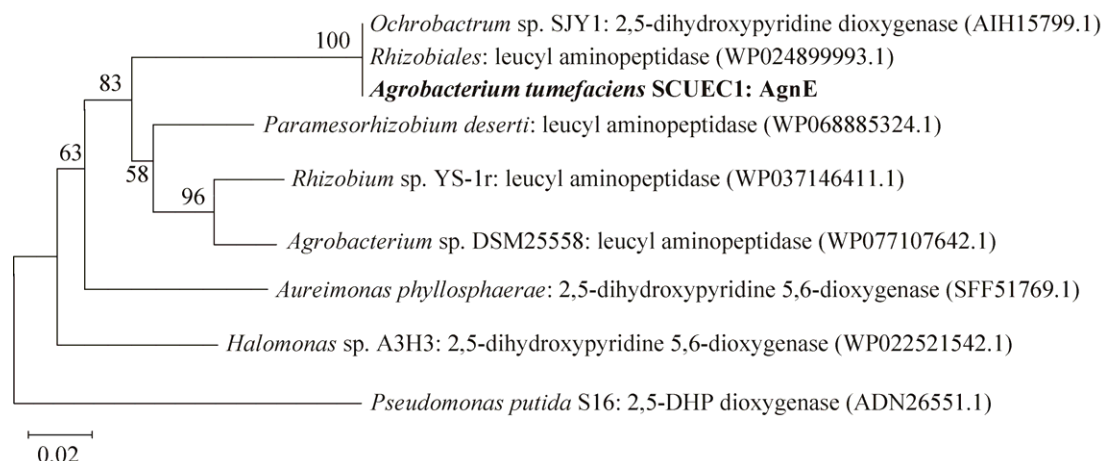 Ochrobactrum sp. SJY1: 2,5-dihydroxypyridine dioxygenase (AIH15799.1)
100
Rhizobiales: leucyl aminopeptidase (WP024899993.1)
Agrobacterium tumefaciens SCUEC1: AgnE
83
Paramesorhizobium deserti: leucyl aminopeptidase (WP068885324.1)
63
58
Rhizobium sp. YS-1r: leucyl aminopeptidase (WP037146411.1)
96
Agrobacterium sp. DSM25558: leucyl aminopeptidase (WP077107642.1)
Aureimonas phyllosphaerae: 2,5-dihydroxypyridine 5,6-dioxygenase (SFF51769.1)
Halomonas sp. A3H3: 2,5-dihydroxypyridine 5,6-dioxygenase (WP022521542.1)
Pseudomonas putida S16: 2,5-DHP dioxygenase (ADN26551.1)
0.02